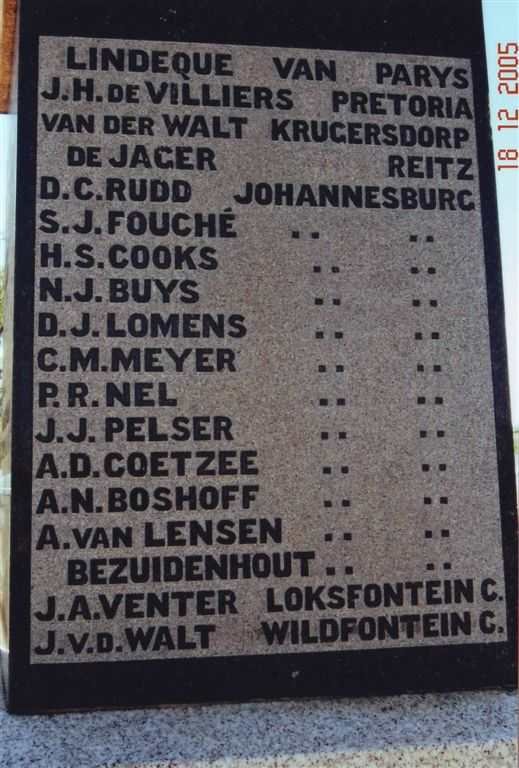 LINDEQUE VAN PARYS
J.H. DE VILLIERS PRETORIA
VAN DER WALT KRUGERSDORP
DE JAGER REITZ
D.C. RUDD JOHANNESBURG
S.J. FOUCHÉ .. ..
H.S. COOKS .. ..
N.J. BUYS .. ..
D.J. LOMENS .. ..
C.M. MEYER .. ..
P.R. NEL .. ..
J.J. PELSER .. ..
A.D. COETZEE .. ..
A.N. BOSHOFF .. ..
A. VAN LENSEN .. ..
BEZUIDENHOUT .. ..
J.A. VENTER LOKSFONTEIN C.
J.V.D. WALT WILDFONTEIN C.
18 12 2005